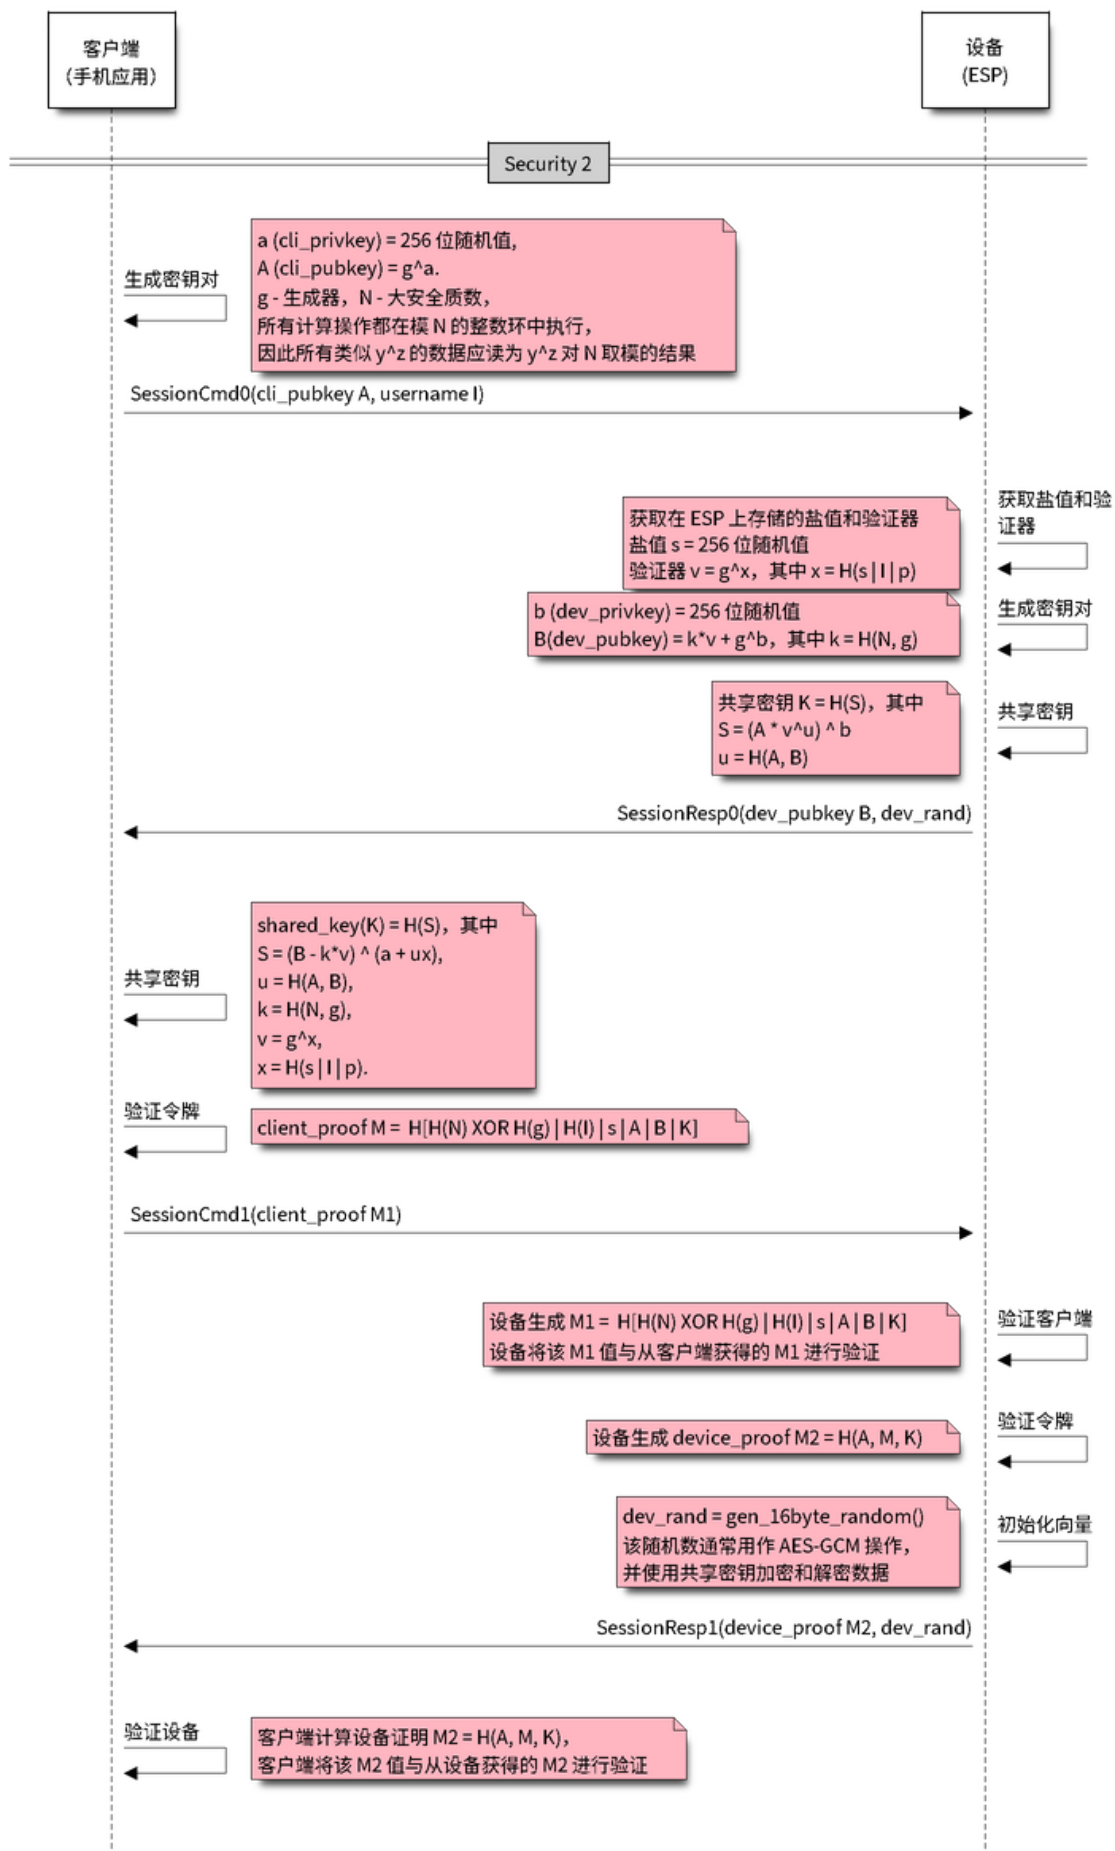 客户端
（手机应用）
设备
(ESP)
Security 2
生成密钥对
a (cli_privkey) = 256 位随机值,
A (cli_pubkey) = g^a.
g - 生成器，N - 大安全质数，
所有计算操作都在模 N 的整数环中执行，
因此所有类似 y^z 的数据应读为 y^z 对 N 取模的结果
SessionCmd0(cli_pubkey A, username I)
获取盐值和验
证器
获取在 ESP 上存储的盐值和验证器
盐值 s = 256 位随机值
验证器 v = g^x，其中 x = H(s | I | p)
生成密钥对
b (dev_privkey) = 256 位随机值
B(dev_pubkey) = k*v + g^b，其中 k = H(N, g)
共享密钥
共享密钥 K = H(S)，其中
S = (A * v^u) ^ b
u = H(A, B)
SessionResp0(dev_pubkey B, dev_rand)
共享密钥
shared_key(K) = H(S)，其中
S = (B - k*v) ^ (a + ux),
u = H(A, B),
k = H(N, g),
v = g^x,
x = H(s | I | p).
验证令牌
client_proof M = H[H(N) XOR H(g) | H(I) | s | A | B | K]
SessionCmd1(client_proof M1)
验证客户端
设备生成 M1 = H[H(N) XOR H(g) | H(I) | s | A | B | K]
设备将该 M1 值与从客户端获得的 M1 进行验证
验证令牌
设备生成 device_proof M2 = H(A, M, K)
初始化向量
dev_rand = gen_16byte_random()
该随机数通常用作 AES-GCM 操作，
并使用共享密钥加密和解密数据
SessionResp1(device_proof M2, dev_rand)
验证设备
客户端计算设备证明 M2 = H(A, M, K)，
客户端将该 M2 值与从设备获得的 M2 进行验证